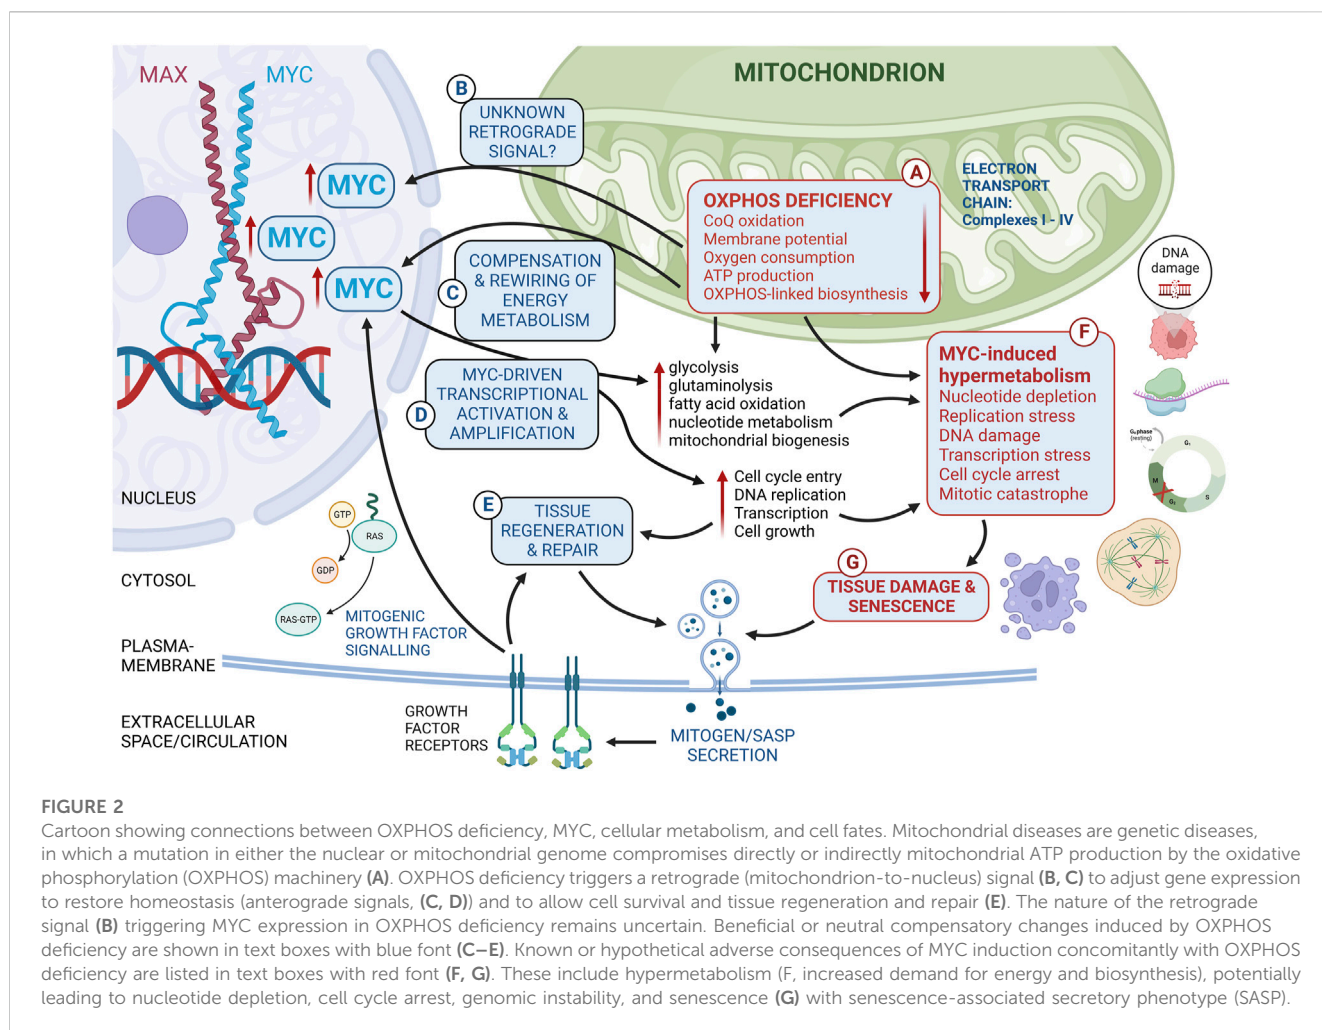 MAX
MYC
MITOCHONDRION
B
UNKNOWN
RETROGRADE
SIGNAL?
MYC
MYC
MYC
A
OXPHOS DEFICIENCY
CoQ oxidation
Membrane potential
Oxygen consumption
ATP production
OXPHOS-linked biosynthesis
ELECTRON
TRANSPORT
CHAIN:
Complexes I - IV
C
COMPENSATION
& REWIRING OF
ENERGY
METABOLISM
DNA
damage
D
MYC-DRIVEN
TRANSCRIPTIONAL
ACTIVATION &
AMPLIFICATION
glycolysis
glutaminolysis
fatty acid oxidation
nucleotide metabolism
mitochondrial biogenesis
F
MYC-induced
hypermetabolism
Nucleotide depletion
Replication stress
DNA damage
Transcription stress
Cell cycle arrest
Mitotic catastrophe
G₀ phase
(resting)
G₁
S
G₂
M
Cell cycle entry
DNA replication
Transcription
Cell growth
E
TISSUE
REGENERATION
& REPAIR
G
TISSUE DAMAGE &
SENESCENCE
NUCLEUS
GTP
RAS
GDP
CYTOSOL
RAS-GTP
MITOGENIC
GROWTH FACTOR
SIGNALLING
PLASMA-
MEMBRANE
EXTRACELLULAR
SPACE/CIRCULATION
GROWTH
FACTOR
RECEPTORS
MITOGEN/SASP
SECRETION
FIGURE 2
Cartoon showing connections between OXPHOS deficiency, MYC, cellular metabolism, and cell fates. Mitochondrial diseases are genetic diseases,
in which a mutation in either the nuclear or mitochondrial genome compromises directly or indirectly mitochondrial ATP production by the oxidative
phosphorylation (OXPHOS) machinery (A). OXPHOS deficiency triggers a retrograde (mitochondrion-to-nucleus) signal (B, C) to adjust gene expression
to restore homeostasis (anterograde signals, (C, D)) and to allow cell survival and tissue regeneration and repair (E). The nature of the retrograde
signal (B) triggering MYC expression in OXPHOS deficiency remains uncertain. Beneficial or neutral compensatory changes induced by OXPHOS
deficiency are shown in text boxes with blue font (C–E). Known or hypothetical adverse consequences of MYC induction concomitantly with OXPHOS
deficiency are listed in text boxes with red font (F, G). These include hypermetabolism (F, increased demand for energy and biosynthesis), potentially
leading to nucleotide depletion, cell cycle arrest, genomic instability, and senescence (G) with senescence-associated secretory phenotype (SASP).